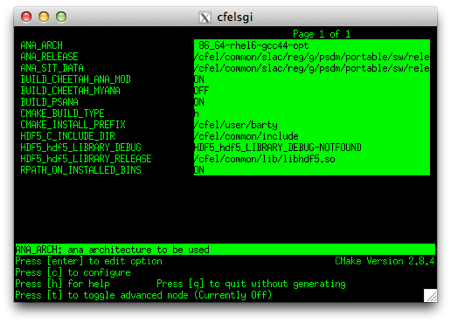 cfelsgi
Page 1 of 1
ANA_ARCH 86_64-rhel6-gcc44-opt
ANA_RELEASE /cfel/common/slac/reg/g/psdm/portable/sw/rele
ANA_SIT_DATA /cfel/common/slac/reg/g/psdm/portable/sw/rele
BUILD_CHEETAH_ANA_MOD ON
BUILD_CHEETAH_MYANA OFF
BUILD_PSANA ON
CMAKE_BUILD_TYPE h
CMAKE_INSTALL_PREFIX /cfel/user/barty
HDF5_C_INCLUDE_DIR /cfel/common/include
HDF5_hdf5_LIBRARY_DEBUG HDF5_hdf5_LIBRARY_DEBUG-NOTFOUND
HDF5_hdf5_LIBRARY_RELEASE /cfel/common/lib/libhdf5.so
RPATH_ON_INSTALLED_BINS ON
ANA_ARCH: ana architecture to be used
Press [enter] to edit option CMake Version 2.8.4
Press [c] to configure
Press [h] for help Press [q] to quit without generating
Press [t] to toggle advanced mode (Currently Off)